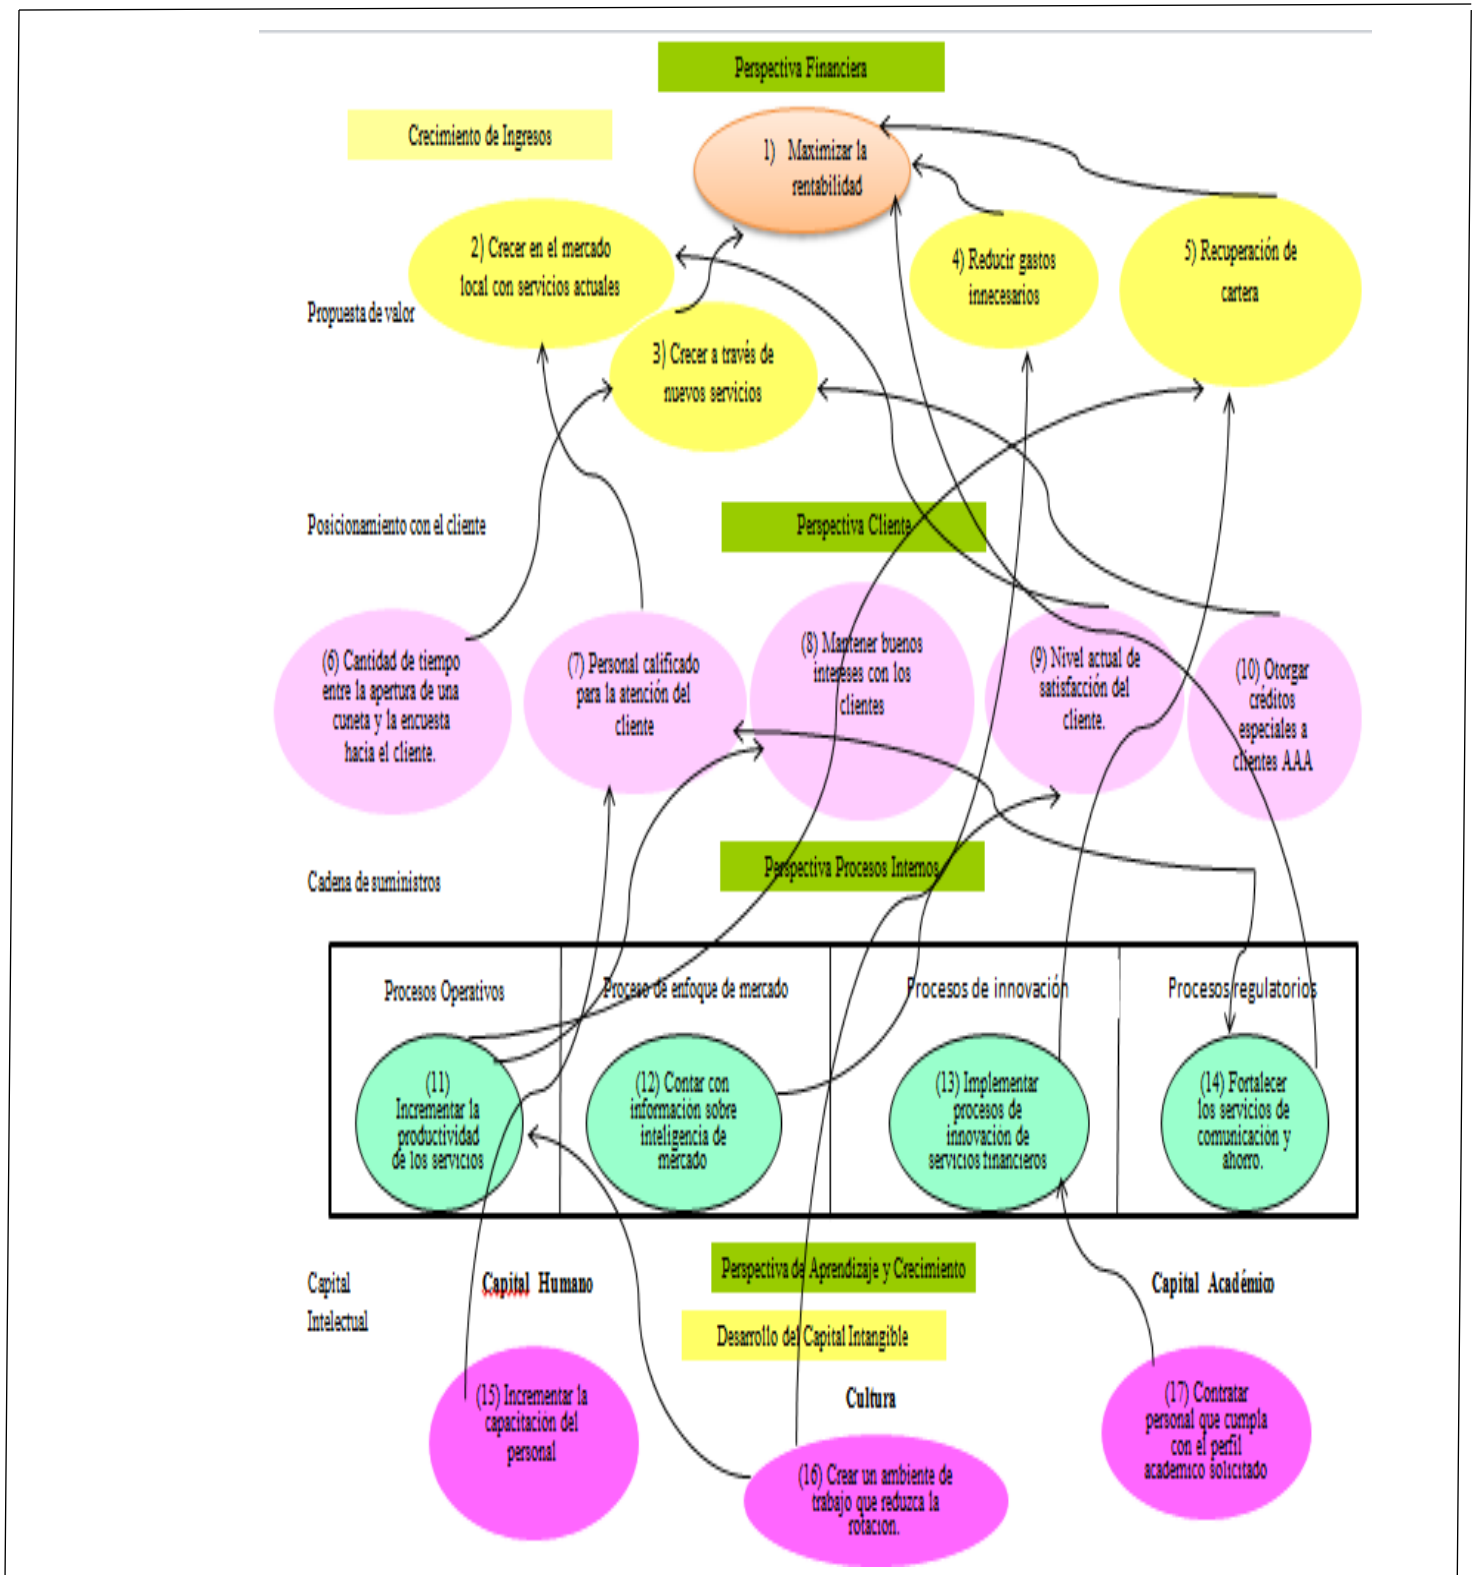 Perspectiva Financiera
Crecimiento de Ingresos
1) Maximizar la
rentabilidad
2) Crecer en el mercado
local con servicios actuales
4) Reducir gastos
innecesarios
5) Recuperación de
cartera
Propuesta de valor
3) Crecer a través de
nuevos servicios
Posicionamiento con el cliente
Perspectiva Cliente
(6) Cantidad de tiempo
entre la apertura de una
cuneta y la encuesta
hacia el cliente.
(7) Personal calificado
para la atención del
cliente
(8) Mantener buenos
intereses con los
clientes
(9) Nivel actual de
satisfacción del
cliente.
(10) Otorgar
créditos
especiales a
clientes AAA
Perspectiva Procesos Internos
Cadena de suministros
Procesos Operativos
Proceso de enfoque de mercado
Procesos de innovación
Procesos regulatorios
(11)
Incrementar la
productividad
de los servicios
(12) Contar con
información sobre
inteligencia de
mercado
(13) Implementar
procesos de
innovación de
servicios financieros
(14) Fortalecer
los servicios de
comunicación y
ahorro.
Perspectiva de Aprendizaje y Crecimiento
Capital
Intelectual
Capital Humano
Capital Académico
Desarrollo del Capital Intangible
Cultura
(15) Incrementar la
capacitación del
personal
(16) Crear un ambiente de
trabajo que reduzca la
rotación.
(17) Contratar
personal que cumpla
con el perfil
académico solicitado